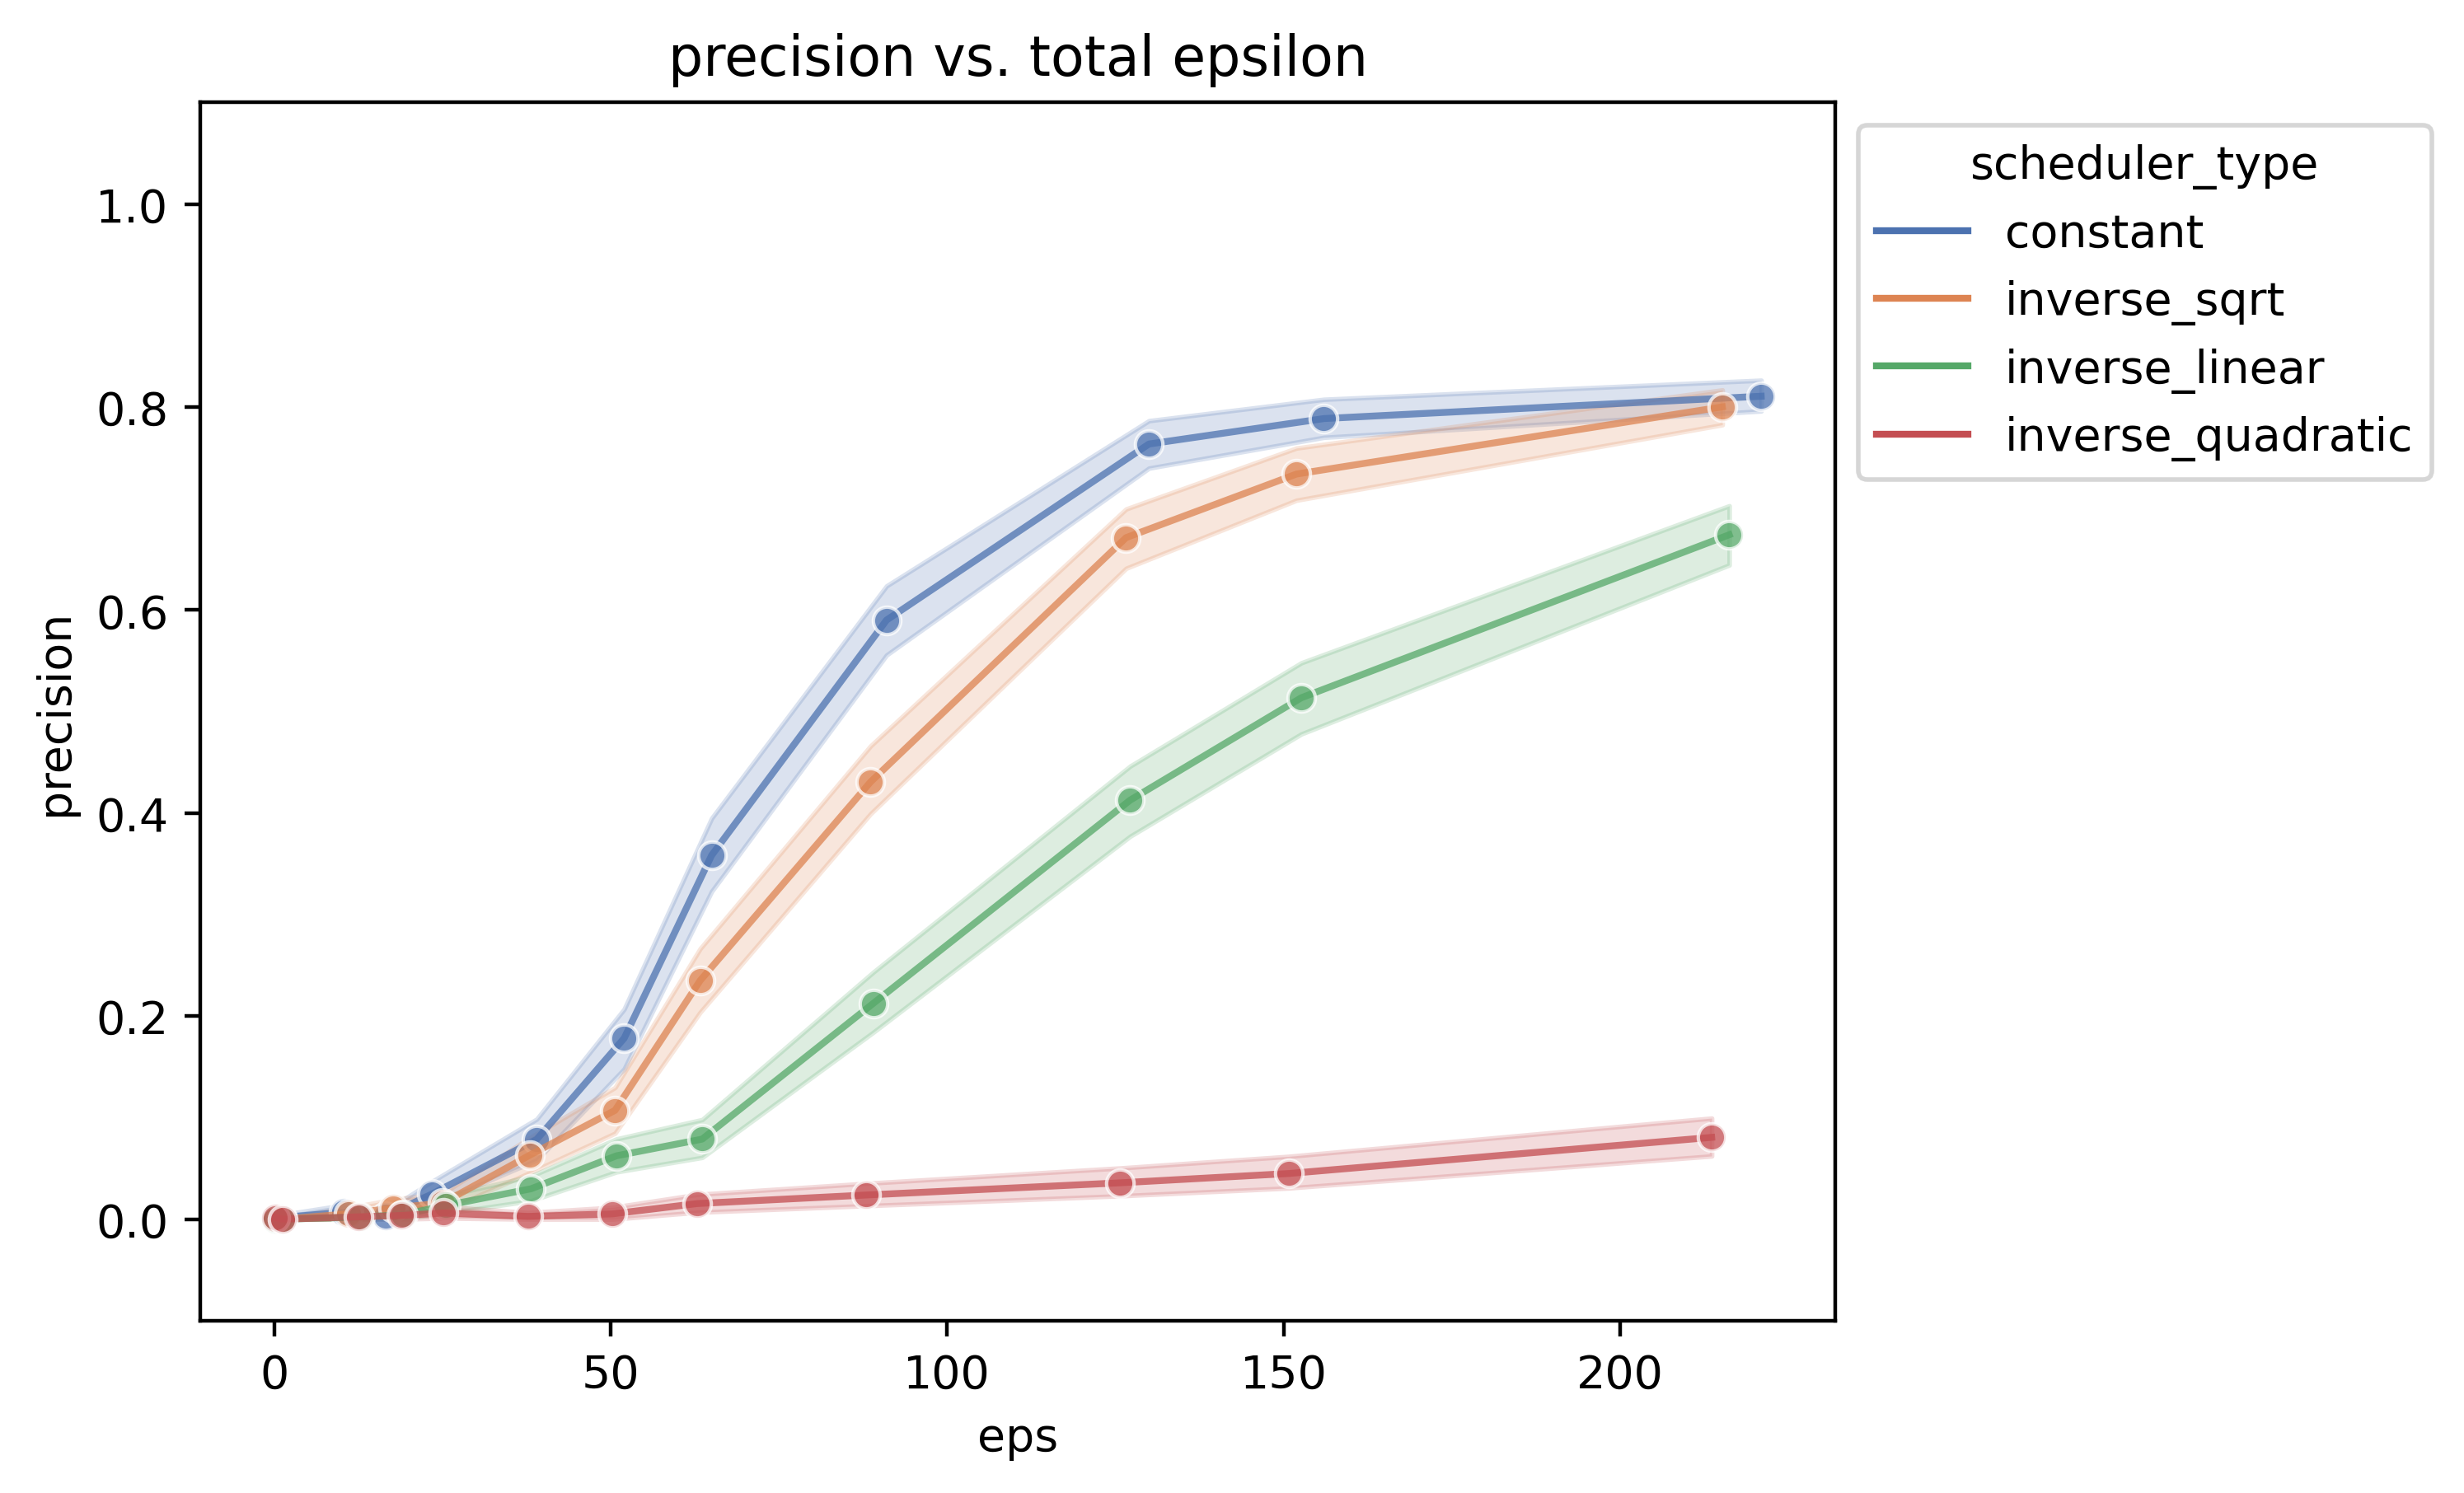 precision vs. total epsilon
scheduler_type
constant
inverse_sqrt
inverse_linear
inverse_quadratic
precision
1.0
0.8
0.6
0.4
0.2
0.0
0 50 100 150 200
eps